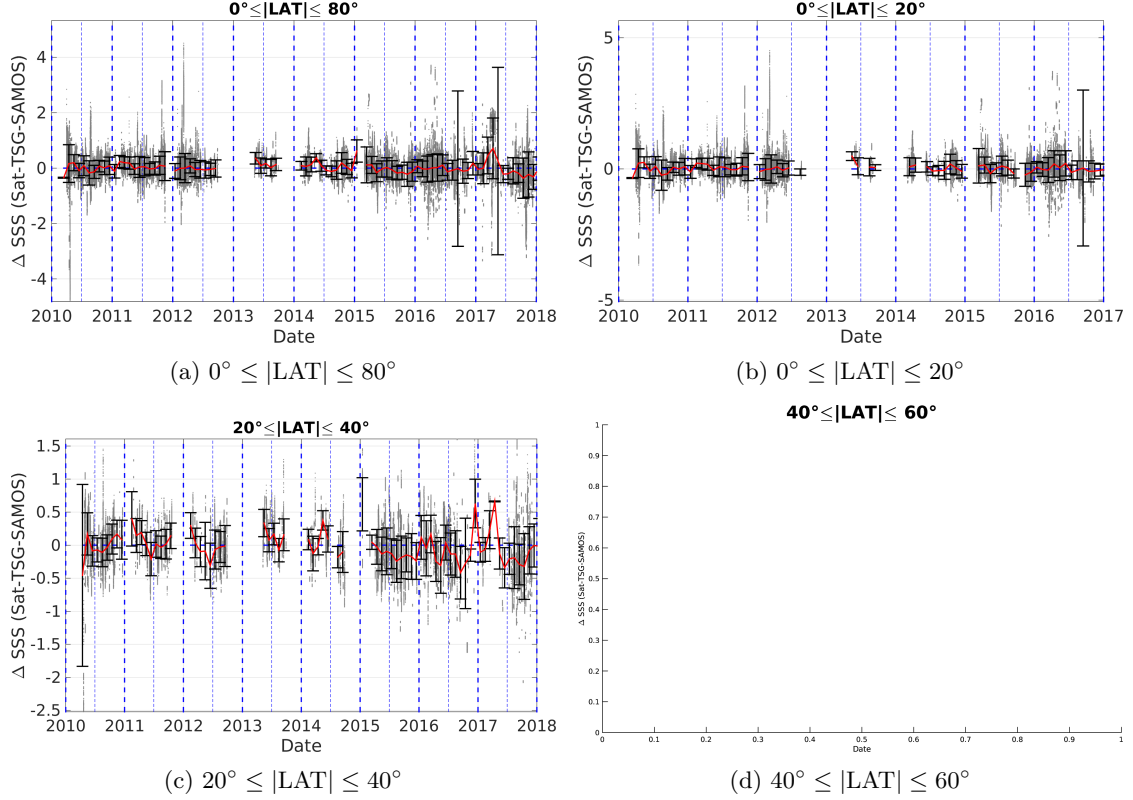 0°≤|LAT|≤ 80°
Δ SSS (Sat-TSG-SAMOS)
4
2
0
-2
-4
2010 2011 2012 2013 2014 2015 2016 2017 2018
Date
(a) 0° ≤ |LAT| ≤ 80°
0°≤|LAT|≤ 20°
Δ SSS (Sat-TSG-SAMOS)
5
0
-5
2010 2011 2012 2013 2014 2015 2016 2017
Date
(b) 0° ≤ |LAT| ≤ 20°
20°≤|LAT|≤ 40°
Δ SSS (Sat-TSG-SAMOS)
1.5
1
0.5
0
-0.5
-1
-1.5
-2
-2.5
2010 2011 2012 2013 2014 2015 2016 2017 2018
Date
(c) 20° ≤ |LAT| ≤ 40°
40°≤|LAT|≤ 60°
Δ SSS (Sat-TSG-SAMOS)
1
0.9
0.8
0.7
0.6
0.5
0.4
0.3
0.2
0.1
0
0 0.1 0.2 0.3 0.4 0.5 0.6 0.7 0.8 0.9 1
Date
(d) 40° ≤ |LAT| ≤ 60°